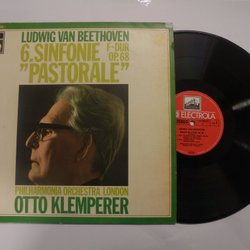 LUDWIG VAN BEETHOVEN
6. SINFONIE F-DUR OP. 68
"PASTORALE"
PHILHARMONIA ORCHESTRA LONDON
OTTO KLEMPERER
ELECTROLA